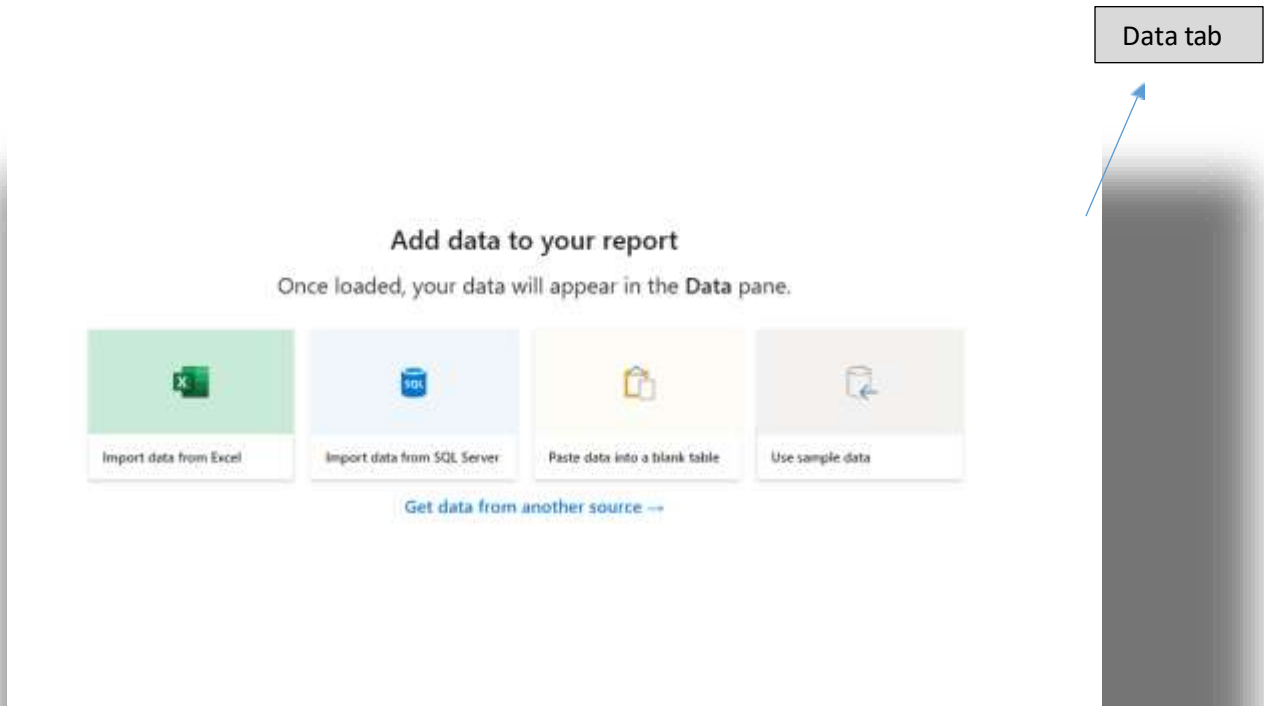 Data tab
Add data to your report
Once loaded, your data will appear in the Data pane.
X
SQL
Import data from Excel
Import data from SQL Server
Paste data into a blank table
Use sample data
Get data from another source →